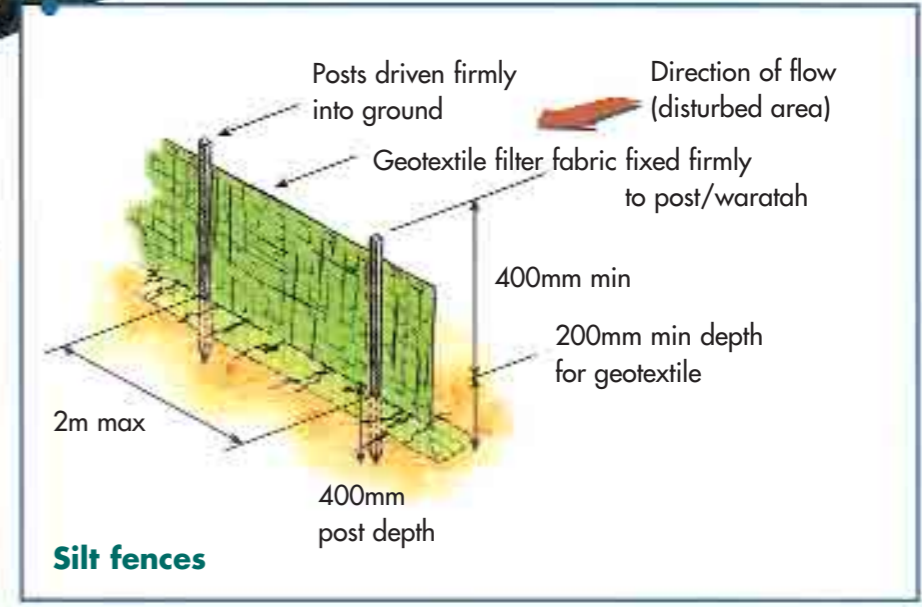 Posts driven firmly
into ground
Direction of flow
(disturbed area)
Geotextile filter fabric fixed firmly
to post/waratah
400mm min
200mm min depth
for geotextile
2m max
400mm
post depth
Silt fences